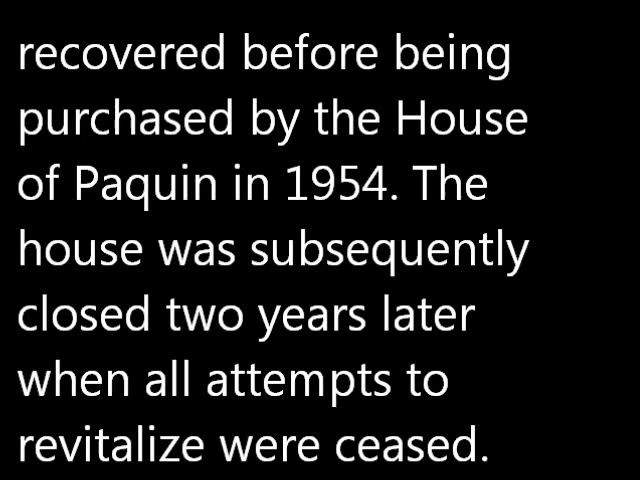 recovered before being
purchased by the House
of Paquin in 1954. The
house was subsequently
closed two years later
when all attempts to
revitalize were ceased.